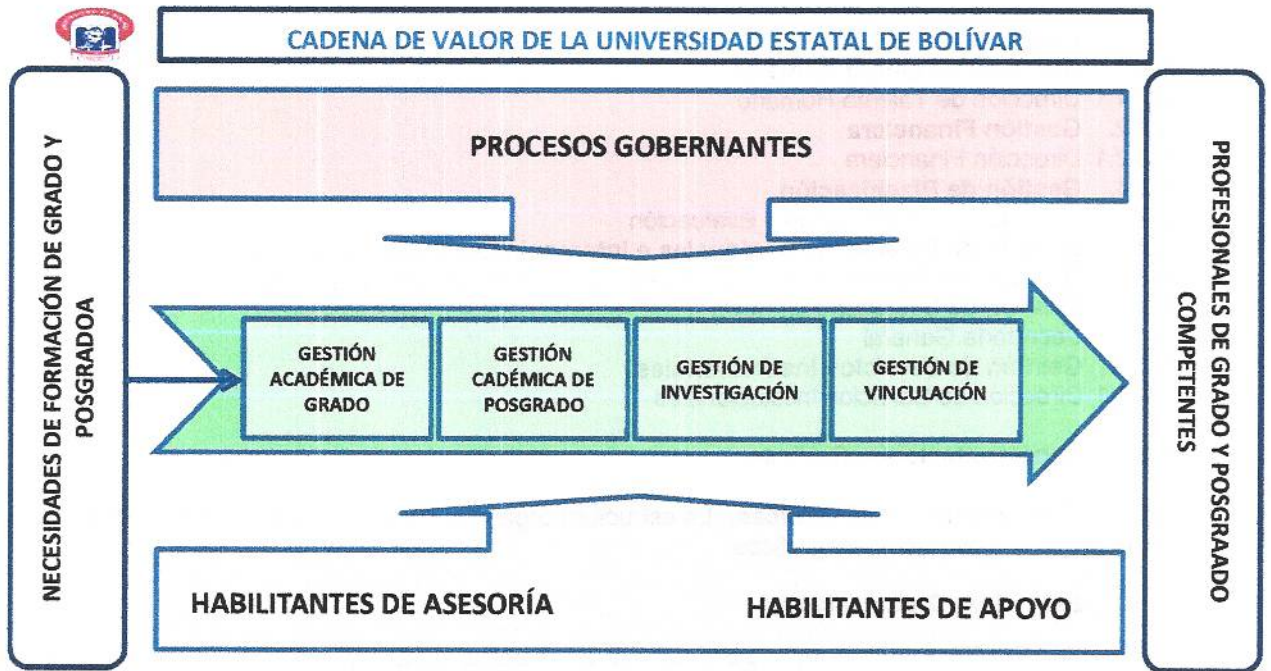 CADENA DE VALOR DE LA UNIVERSIDAD ESTATAL DE BOLÍVAR
NECESIDADES DE FORMACIÓN DE GRADO Y
POSGRADOA
PROCESOS GOBERNANTES
GESTIÓN
ACADÉMICA DE
GRADO
GESTIÓN
CADÉMICA DE
POSGRADO
GESTIÓN DE
INVESTIGACIÓN
GESTIÓN DE
VINCULACIÓN
HABILITANTES DE ASESORÍA
HABILITANTES DE APOYO
PROFESIONALES DE GRADO Y POSGRAADO
COMPETENTES